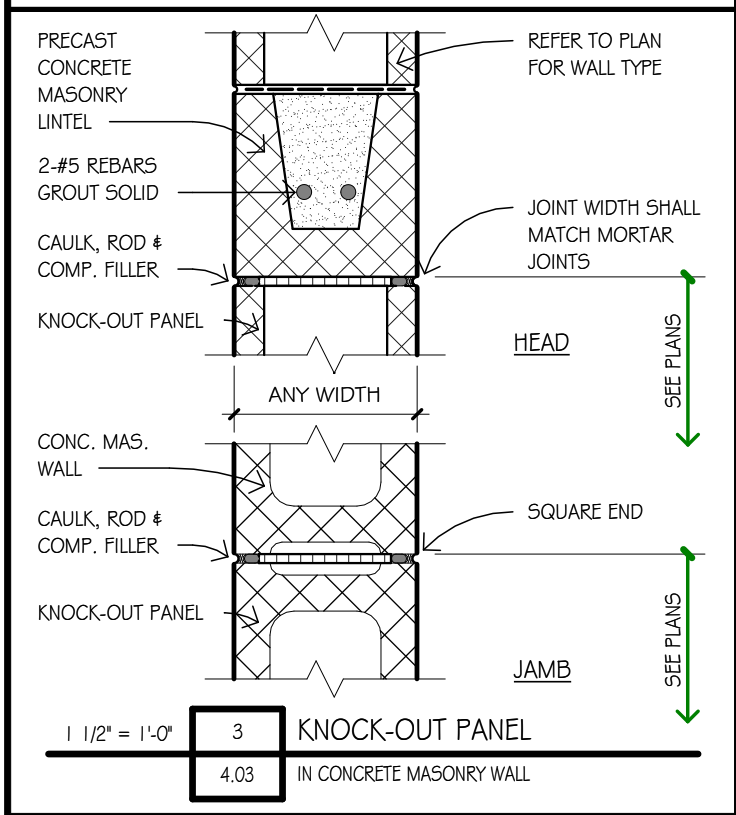 PRECAST
CONCRETE
MASONRY
LINTEL
REFER TO PLAN
FOR WALL TYPE
2-#5 REBARS
GROUT SOLID
JOINT WIDTH SHALL
MATCH MORTAR
JOINTS
CAULK, ROD &
COMP. FILLER
KNOCK-OUT PANEL
HEAD
SEE PLANS
ANY WIDTH
CONC. MAS.
WALL
SQUARE END
CAULK, ROD &
COMP. FILLER
KNOCK-OUT PANEL
JAMB
SEE PLANS
1 1/2" = 1'-0"
3
KNOCK-OUT PANEL
4.03
IN CONCRETE MASONRY WALL